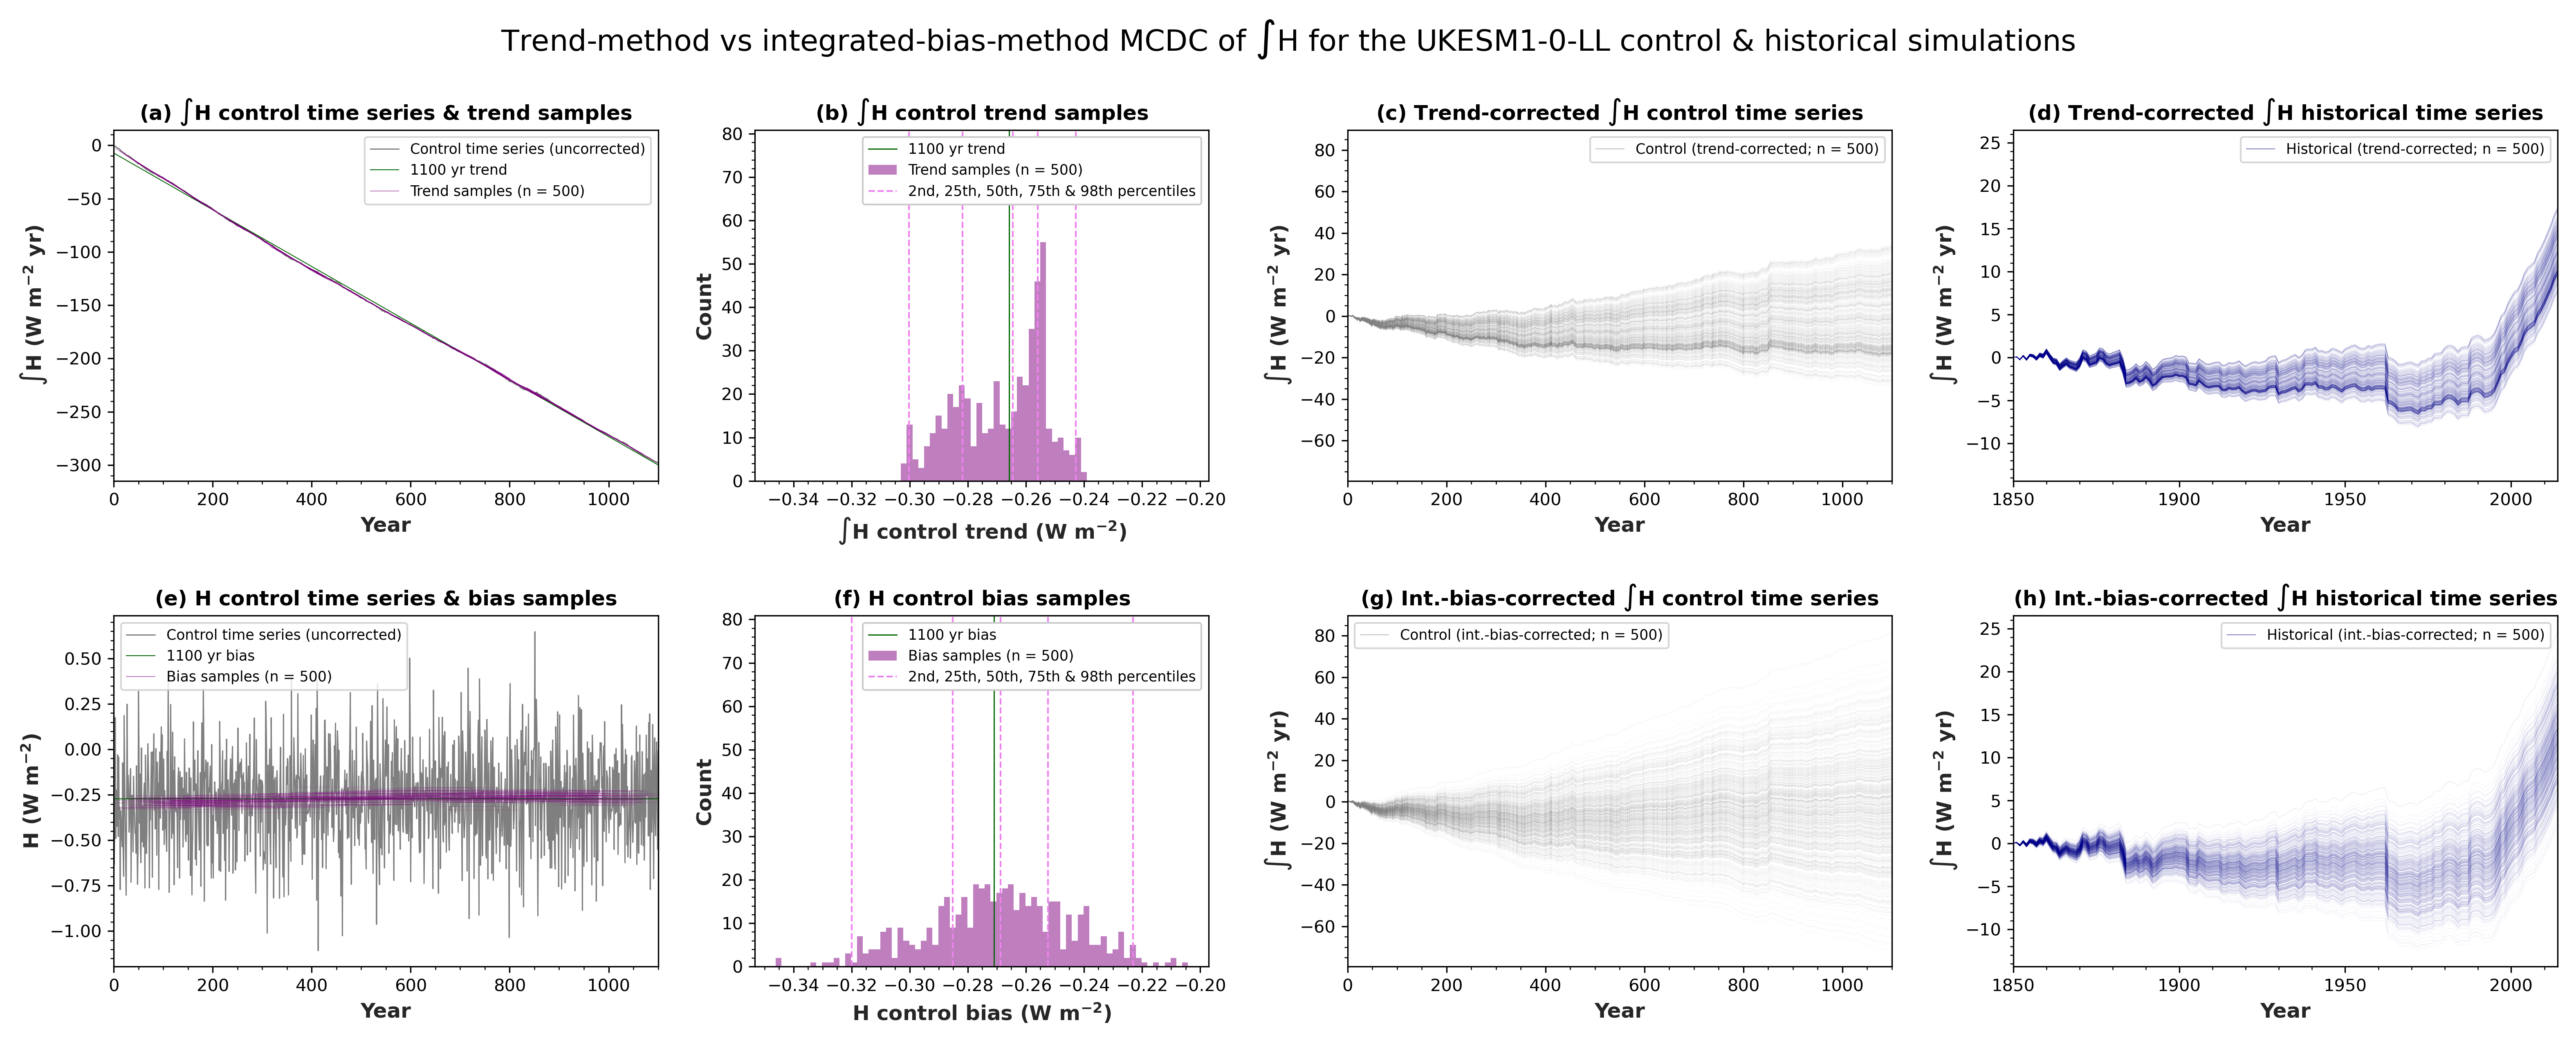 Trend-method vs integrated-bias-method MCDC of ∫H for the UKESM1-0-LL control & historical simulations
(a) ∫H control time series & trend samples
Control time series (uncorrected)
1100 yr trend
Trend samples (n = 500)
0
−50
−100
−150
−200
−250
−300
∫H (W m⁻² yr)
0 200 400 600 800 1000
Year
(b) ∫H control trend samples
1100 yr trend
Trend samples (n = 500)
2nd, 25th, 50th, 75th & 98th percentiles
80
70
60
50
40
30
20
10
0
Count
−0.34 −0.32 −0.30 −0.28 −0.26 −0.24 −0.22 −0.20
∫H control trend (W m⁻²)
(c) Trend-corrected ∫H control time series
Control (trend-corrected; n = 500)
80
60
40
20
0
−20
−40
−60
∫H (W m⁻² yr)
0 200 400 600 800 1000
Year
(d) Trend-corrected ∫H historical time series
Historical (trend-corrected; n = 500)
25
20
15
10
5
0
−5
−10
∫H (W m⁻² yr)
1850 1900 1950 2000
Year
(e) H control time series & bias samples
Control time series (uncorrected)
1100 yr bias
Bias samples (n = 500)
0.50
0.25
0.00
−0.25
−0.50
−0.75
−1.00
H (W m⁻²)
0 200 400 600 800 1000
Year
(f) H control bias samples
1100 yr bias
Bias samples (n = 500)
2nd, 25th, 50th, 75th & 98th percentiles
80
70
60
50
40
30
20
10
0
Count
−0.34 −0.32 −0.30 −0.28 −0.26 −0.24 −0.22 −0.20
H control bias (W m⁻²)
(g) Int.-bias-corrected ∫H control time series
Control (int.-bias-corrected; n = 500)
80
60
40
20
0
−20
−40
−60
∫H (W m⁻² yr)
0 200 400 600 800 1000
Year
(h) Int.-bias-corrected ∫H historical time series
Historical (int.-bias-corrected; n = 500)
25
20
15
10
5
0
−5
−10
∫H (W m⁻² yr)
1850 1900 1950 2000
Year